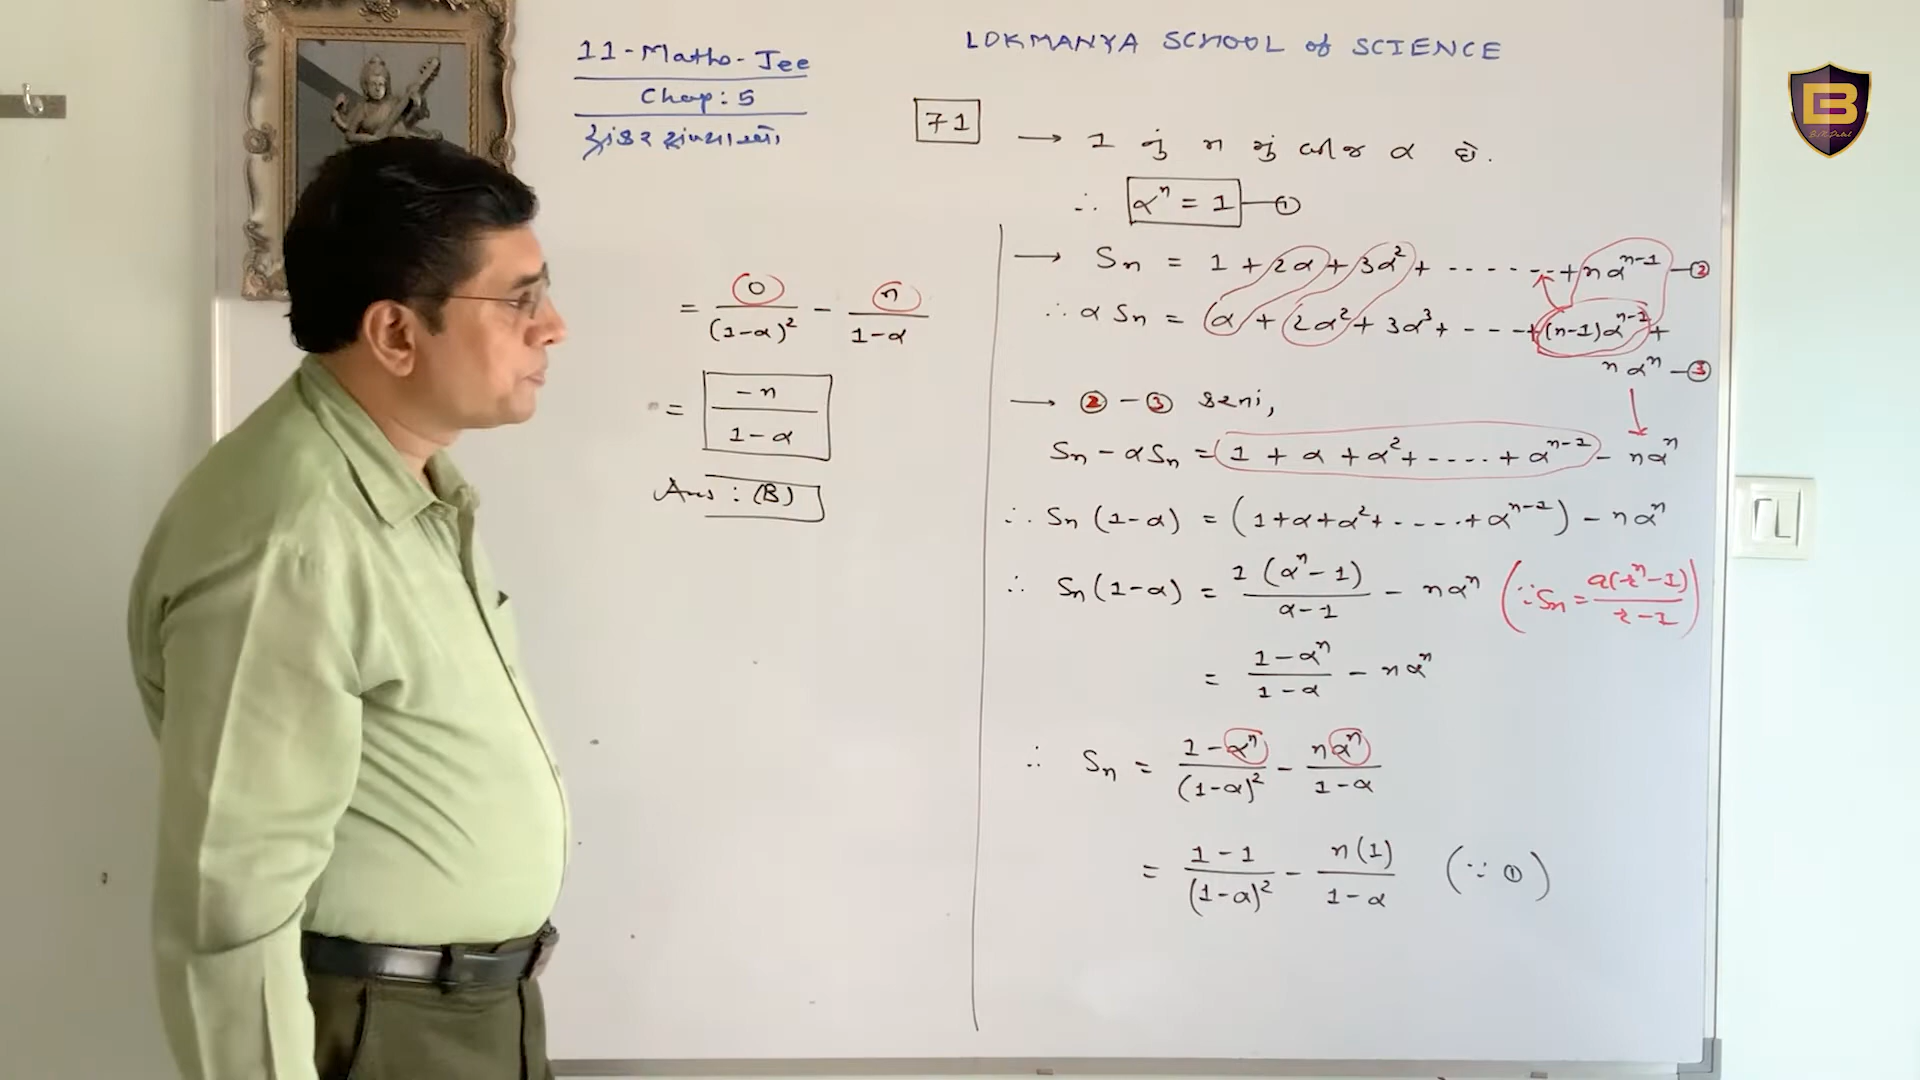 11-Maths-Jee
Chap: 5
સંકર સંખ્યાઓ
LOKMANYA SCHOOL of SCIENCE
71 → 1 નું n મું બીજ α છે.
∴ αⁿ = 1 —①
→ Sn = 1 + 2α + 3α² + ------- + nαⁿ⁻¹ —②
∴ αSn = α + 2α² + 3α³ + ---- + (n-1)αⁿ⁻¹ +
nαⁿ —③
→ ② - ③ કરતાં,
Sn - αSn = 1 + α + α² + ..... + αⁿ⁻¹ - nαⁿ
∴ Sn (1-α) = (1+α+α²+.....+αⁿ⁻¹) - nαⁿ
∴ Sn (1-α) = 1(αⁿ-1)/(α-1) - nαⁿ (∵ Sn = a(rⁿ-1)/(r-1))
= (1-αⁿ)/(1-α) - nαⁿ
∴ Sn = (1-αⁿ)/(1-α)² - nαⁿ/(1-α)
= (1-1)/(1-α)² - n(1)/(1-α) (∵ ①)
= 0/(1-α)² - n/(1-α)
= -n/(1-α)
Ans : (B)
B
B.K.Patel